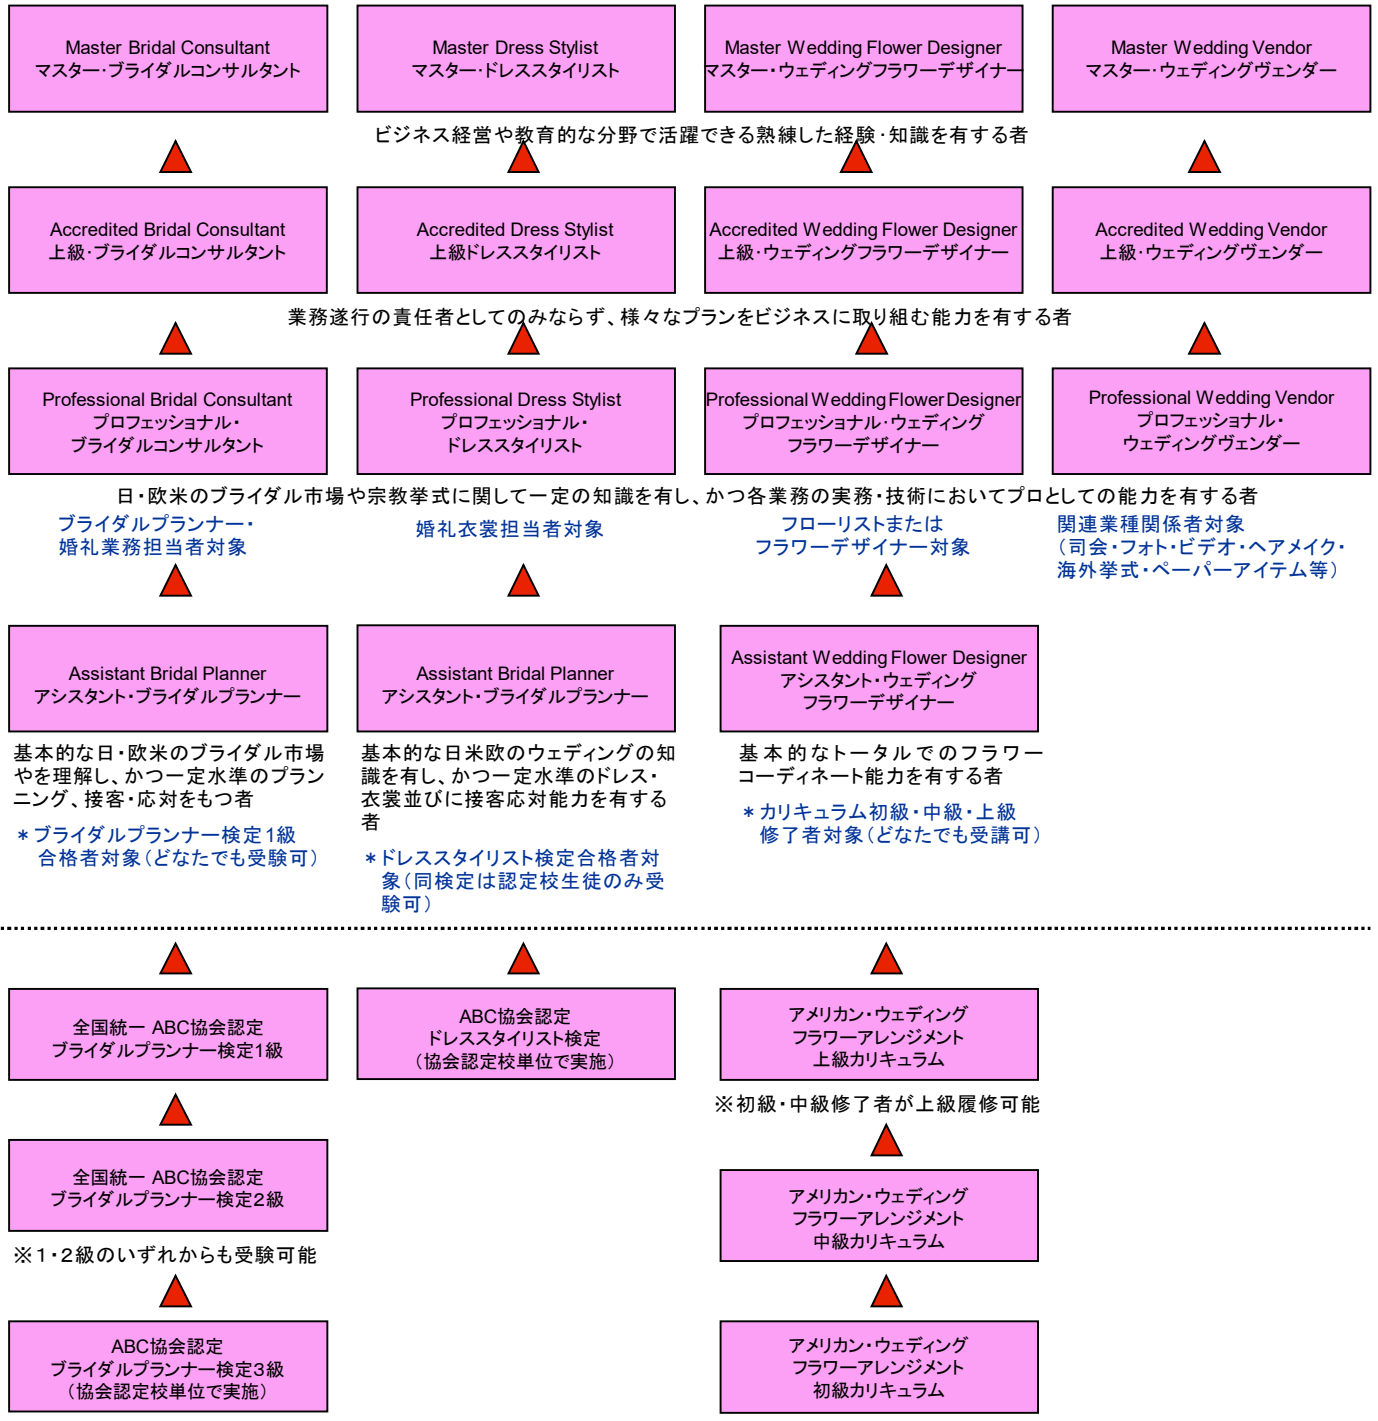 Master Bridal Consultant
マスター・ブライダルコンサルタント
Master Dress Stylist
マスター・ドレススタイリスト
Master Wedding Flower Designer
マスター・ウェディングフラワーデザイナー
Master Wedding Vendor
マスター・ウェディングヴェンダー
ビジネス経営や教育的な分野で活躍できる熟練した経験・知識を有する者
Accredited Bridal Consultant
上級・ブライダルコンサルタント
Accredited Dress Stylist
上級ドレススタイリスト
Accredited Wedding Flower Designer
上級・ウェディングフラワーデザイナー
Accredited Wedding Vendor
上級・ウェディングヴェンダー
業務遂行の責任者としてのみならず、様々なプランをビジネスに取り組む能力を有する者
Professional Bridal Consultant
プロフェッショナル・
ブライダルコンサルタント
Professional Dress Stylist
プロフェッショナル・
ドレススタイリスト
Professional Wedding Flower Designer
プロフェッショナル・ウェディング
フラワーデザイナー
Professional Wedding Vendor
プロフェッショナル・
ウェディングヴェンダー
日・欧米のブライダル市場や宗教挙式に関して一定の知識を有し、かつ各業務の実務・技術においてプロとしての能力を有する者
ブライダルプランナー・
婚礼業務担当者対象
婚礼衣裳担当者対象
フローリストまたは
フラワーデザイナー対象
関連業種関係者対象
（司会・フォト・ビデオ・ヘアメイク・
海外挙式・ペーパーアイテム等）
Assistant Bridal Planner
アシスタント・ブライダルプランナー
Assistant Bridal Planner
アシスタント・ブライダルプランナー
Assistant Wedding Flower Designer
アシスタント・ウェディング
フラワーデザイナー
基本的な日・欧米のブライダル市場
やを理解し、かつ一定水準のプラン
ニング、接客・応対をもつ者
＊ブライダルプランナー検定1級
合格者対象（どなたでも受験可）
基本的な日米欧のウェディングの知
識を有し、かつ一定水準のドレス・
衣裳並びに接客応対能力を有する
者
＊ドレススタイリスト検定合格者対
象（同検定は認定校生徒のみ受
験可）
基本的なトータルでのフラワー
コーディネート能力を有する者
＊カリキュラム初級・中級・上級
修了者対象（どなたでも受講可）
全国統一 ABC協会認定
ブライダルプランナー検定1級
ABC協会認定
ドレススタイリスト検定
（協会認定校単位で実施）
アメリカン・ウェディング
フラワーアレンジメント
上級カリキュラム
※初級・中級修了者が上級履修可能
全国統一 ABC協会認定
ブライダルプランナー検定2級
※1・2級のいずれからも受験可能
アメリカン・ウェディング
フラワーアレンジメント
中級カリキュラム
ABC協会認定
ブライダルプランナー検定3級
（協会認定校単位で実施）
アメリカン・ウェディング
フラワーアレンジメント
初級カリキュラム